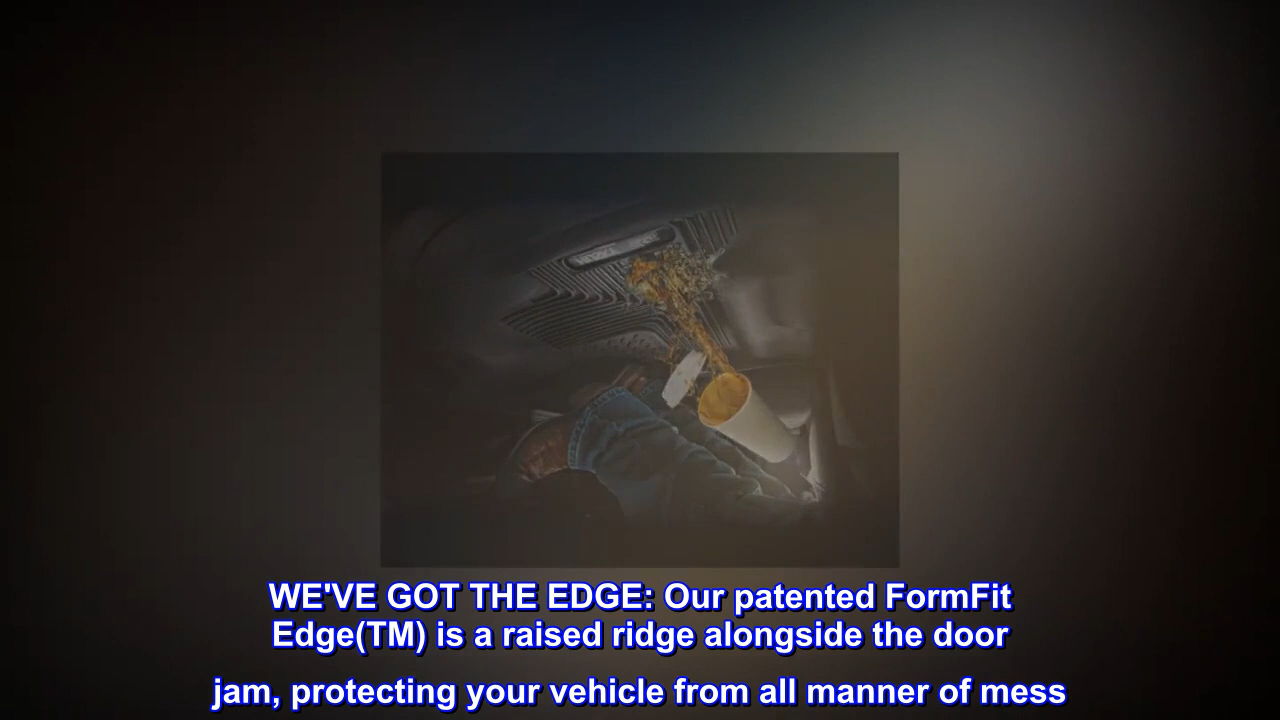 WE'VE GOT THE EDGE: Our patented FormFit
Edge(TM) is a raised ridge alongside the door
jam, protecting your vehicle from all manner of mess